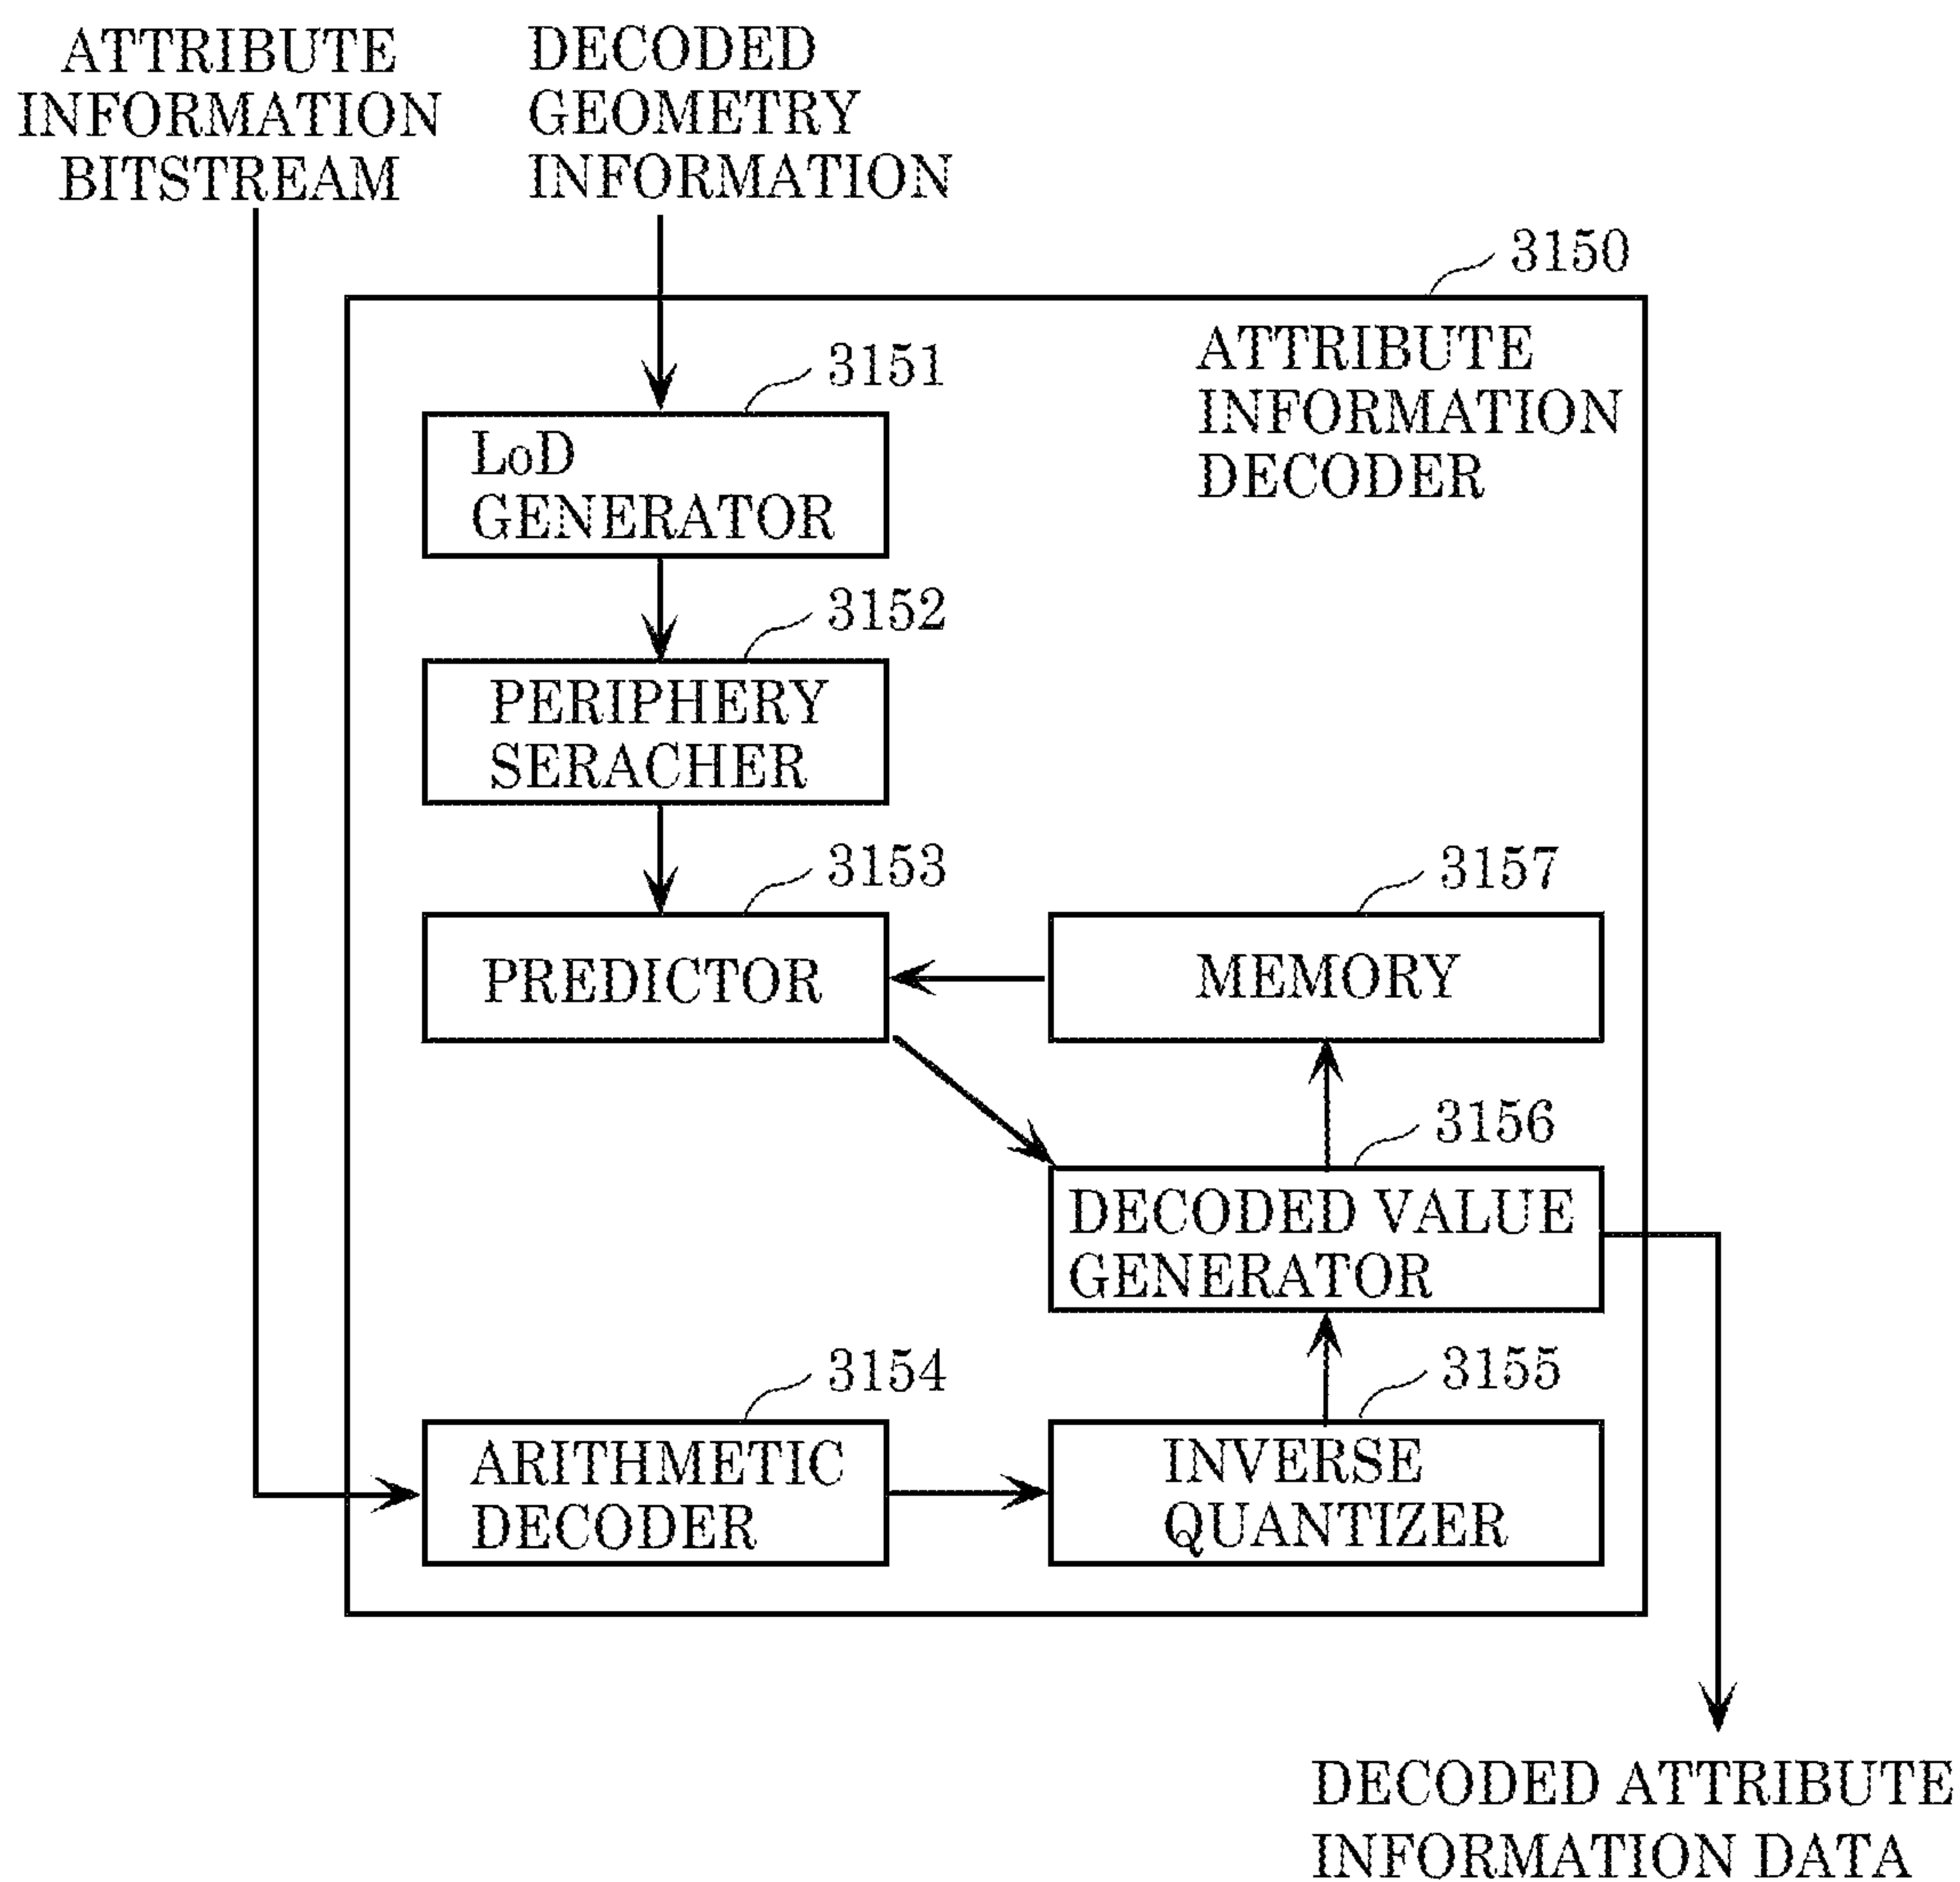 ATTRIBUTE
INFORMATION
BITSTREAM
DECODED
GEOMETRY
INFORMATION
3150
ATTRIBUTE
INFORMATION
DECODER
3151
LoD
GENERATOR
3152
PERIPHERY
SERACHER
3153
PREDICTOR
3157
MEMORY
3156
DECODED VALUE
GENERATOR
3154
ARITHMETIC
DECODER
3155
INVERSE
QUANTIZER
DECODED ATTRIBUTE
INFORMATION DATA